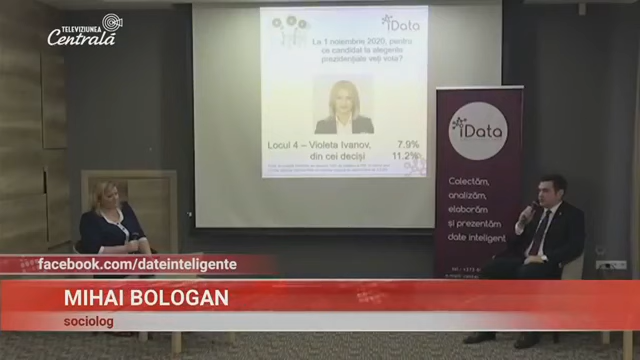 TELEVIZIUNEA
Centrală
iData
La 1 noiembrie 2020, pentru
ce candidat la alegerile
prezidențiale veți vota?
Locul 4 – Violeta Ivanov, 7.9%
din cei deciși 11.2%
iData
Colectăm,
analizăm,
elaborăm
și prezentăm
date inteligent
facebook.com/dateinteligente
MIHAI BOLOGAN
sociolog